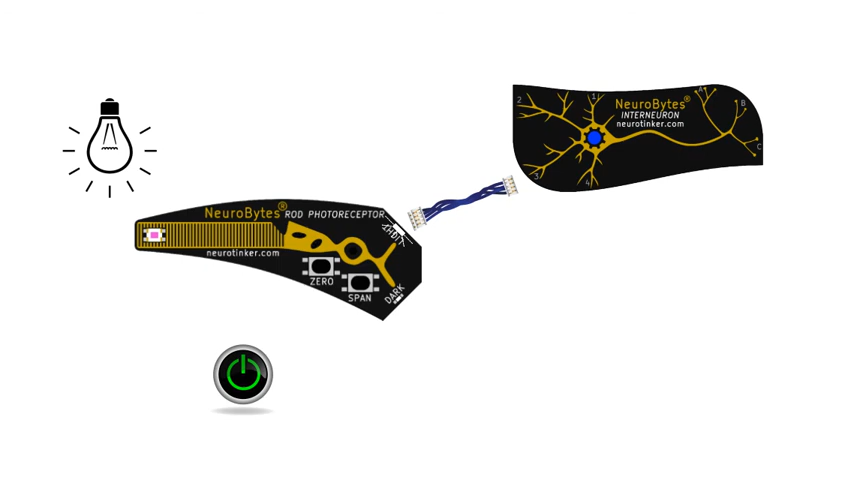 NeuroBytes®
INTERNEURON
neurotinker.com
1
2
3
4
A
B
C
NeuroBytes® ROD PHOTORECEPTOR
LIGHT
neurotinker.com
ZERO
SPAN
DARK